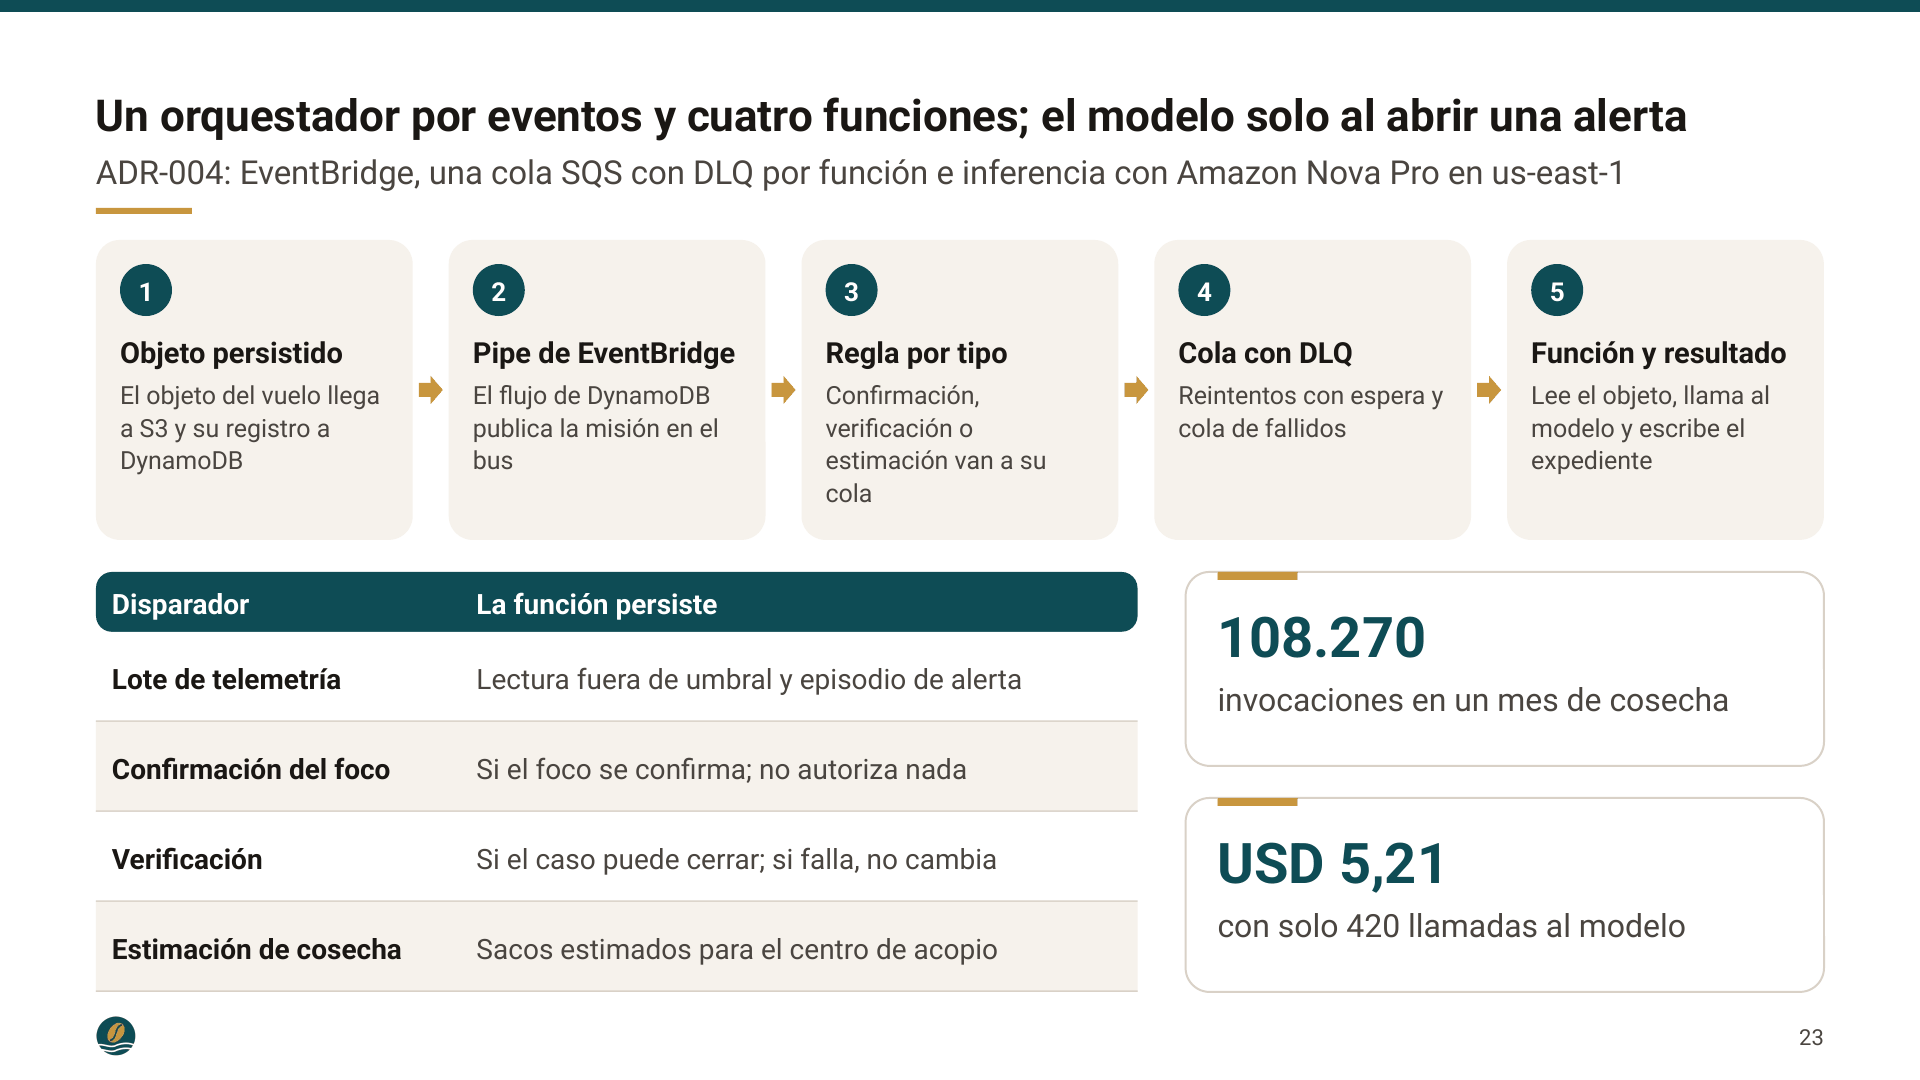 Un orquestador por eventos y cuatro funciones; el modelo solo al abrir una alerta
ADR-004: EventBridge, una cola SQS con DLQ por función e inferencia con Amazon Nova Pro en us-east-1
1
Objeto persistido
El objeto del vuelo llega
a S3 y su registro a
DynamoDB
2
Pipe de EventBridge
El flujo de DynamoDB
publica la misión en el
bus
3
Regla por tipo
Confirmación,
verificación o
estimación van a su
cola
4
Cola con DLQ
Reintentos con espera y
cola de fallidos
5
Función y resultado
Lee el objeto, llama al
modelo y escribe el
expediente
Disparador La función persiste
Lote de telemetría Lectura fuera de umbral y episodio de alerta
Confirmación del foco Si el foco se confirma; no autoriza nada
Verificación Si el caso puede cerrar; si falla, no cambia
Estimación de cosecha Sacos estimados para el centro de acopio
108.270
invocaciones en un mes de cosecha
USD 5,21
con solo 420 llamadas al modelo
23